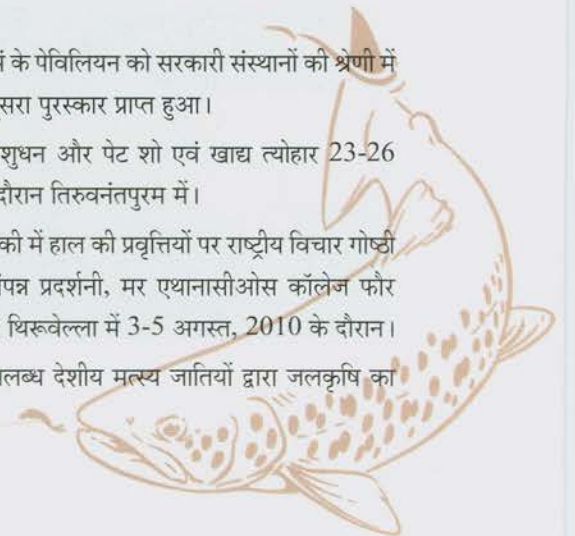 के पेविलियन को सरकारी संस्थानों की श्रेणी में
सरा पुरस्कार प्राप्त हुआ।
शुधन और पेट शो एवं खाद्य त्योहार 23-26
दौरान तिरुवनंतपुरम में।
की में हाल की प्रवृत्तियों पर राष्ट्रीय विचार गोष्ठी
पन्न प्रदर्शनी, मर एथानासीओस कॉलेज फौर
थिरूवेल्ला में 3-5 अगस्त, 2010 के दौरान।
लब्ध देशीय मत्स्य जातियों द्वारा जलकृषि का